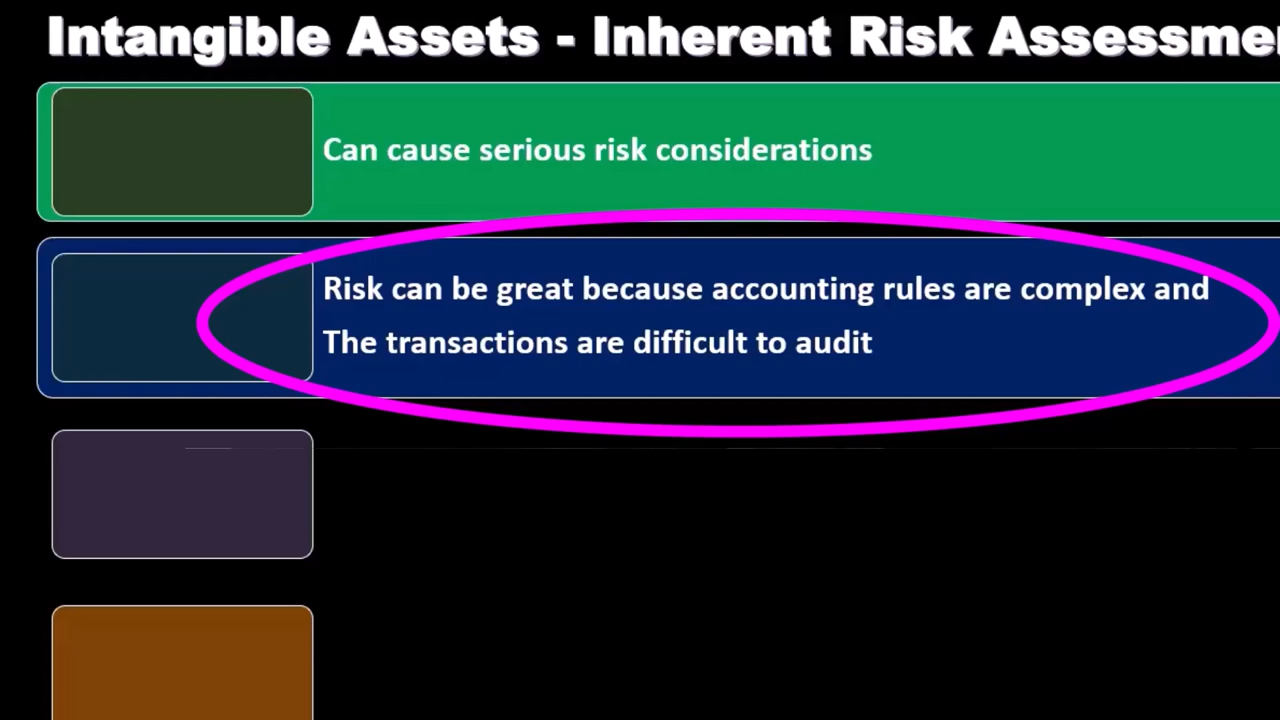 Intangible Assets - Inherent Risk Assessme
Can cause serious risk considerations
Risk can be great because accounting rules are complex and
The transactions are difficult to audit